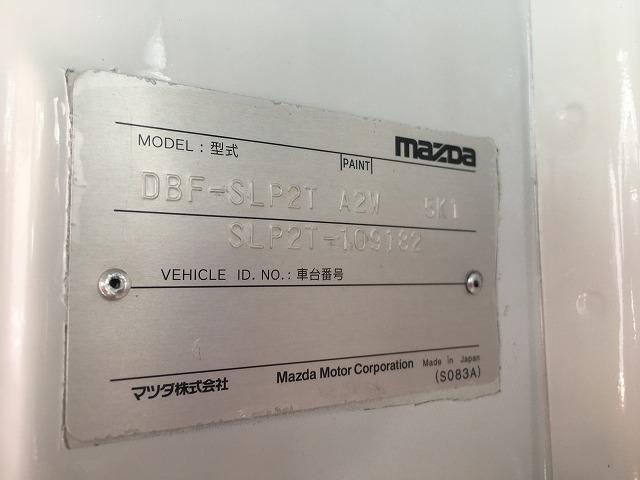 mazda
MODEL : 型式
PAINT
DBF-SLP2T A2W 5K1
SLP2T-109182
VEHICLE ID. NO. : 車台番号
マツダ株式会社 Mazda Motor Corporation Made in Japan
(S083A)